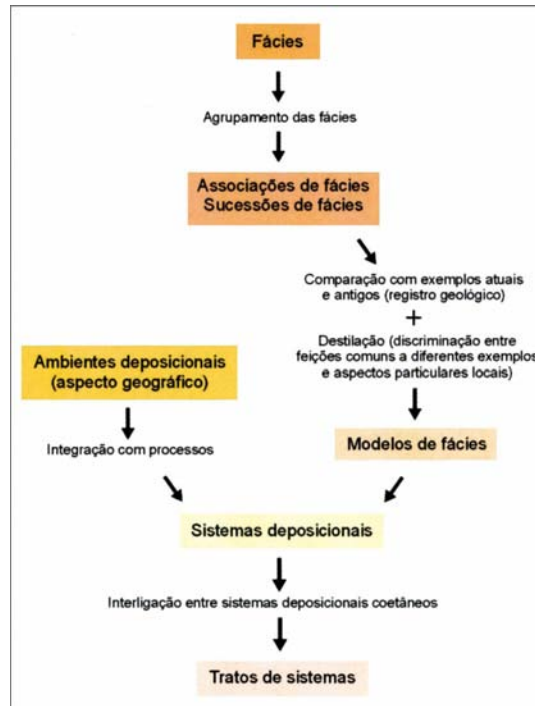 Fácies
Agrupamento das fácies
Associações de fácies
Sucessões de fácies
Comparação com exemplos atuais
e antigos (registro geológico)
+
Destilação (discriminação entre
feições comuns a diferentes exemplos
e aspectos particulares locais)
Ambientes deposicionais
(aspecto geográfico)
Integração com processos
Modelos de fácies
Sistemas deposicionais
Interligação entre sistemas deposicionais coetâneos
Tratos de sistemas